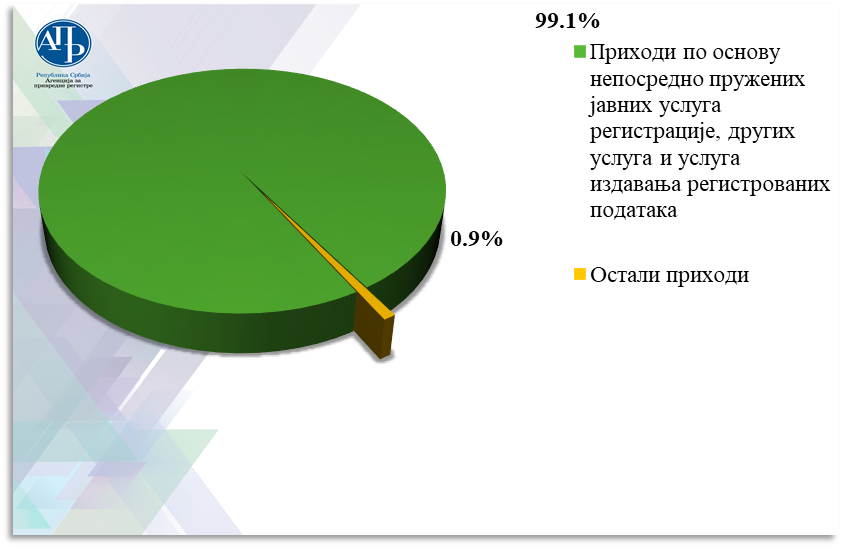 АПР
Република Србија
Агенција за
привредне регистре
99.1%
Приходи по основу
непосредно пружених
јавних услуга
регистрације, других
услуга и услуга
издавања регистрованих
података
0.9%
Остали приходи